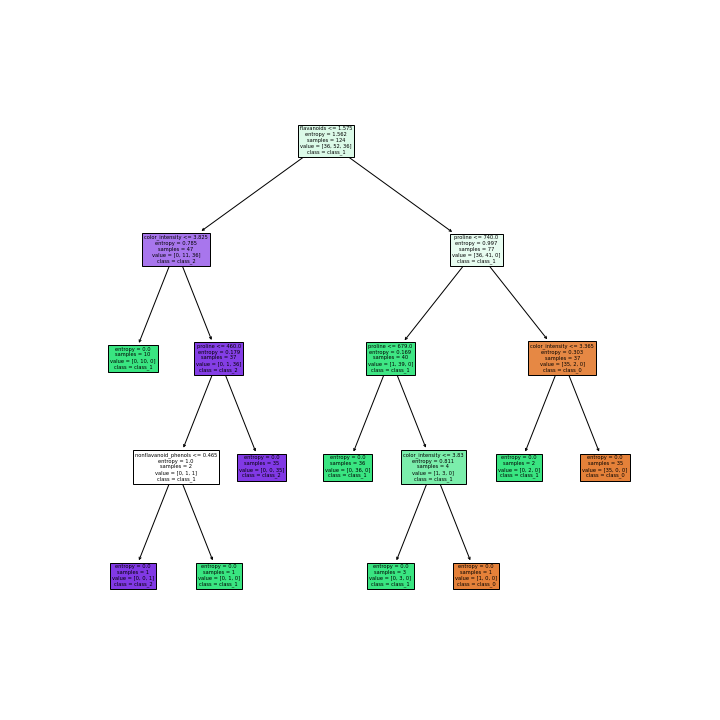 flavanoids <= 1.575
entropy = 1.562
samples = 124
value = [36, 52, 36]
class = class_1
color_intensity <= 3.825
entropy = 0.785
samples = 47
value = [0, 11, 36]
class = class_2
proline <= 740.0
entropy = 0.997
samples = 77
value = [36, 41, 0]
class = class_1
entropy = 0.0
samples = 10
value = [0, 10, 0]
class = class_1
proline <= 460.0
entropy = 0.179
samples = 37
value = [0, 1, 36]
class = class_2
proline <= 679.0
entropy = 0.169
samples = 40
value = [1, 39, 0]
class = class_1
color_intensity <= 3.365
entropy = 0.303
samples = 37
value = [35, 2, 0]
class = class_0
nonflavanoid_phenols <= 0.465
entropy = 1.0
samples = 2
value = [0, 1, 1]
class = class_1
entropy = 0.0
samples = 35
value = [0, 0, 35]
class = class_2
entropy = 0.0
samples = 36
value = [0, 36, 0]
class = class_1
color_intensity <= 3.83
entropy = 0.811
samples = 4
value = [1, 3, 0]
class = class_1
entropy = 0.0
samples = 2
value = [0, 2, 0]
class = class_1
entropy = 0.0
samples = 35
value = [35, 0, 0]
class = class_0
entropy = 0.0
samples = 1
value = [0, 0, 1]
class = class_2
entropy = 0.0
samples = 1
value = [0, 1, 0]
class = class_1
entropy = 0.0
samples = 3
value = [0, 3, 0]
class = class_1
entropy = 0.0
samples = 1
value = [1, 0, 0]
class = class_0